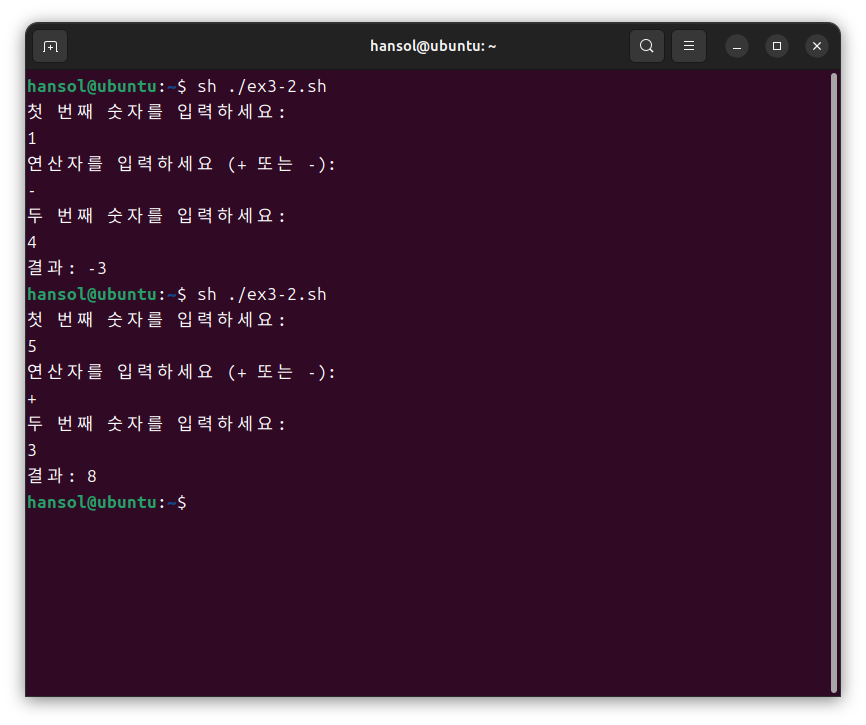 hansol@ubuntu: ~
hansol@ubuntu:~$ sh ./ex3-2.sh
첫 번째 숫자를 입력하세요:
1
연산자를 입력하세요 (+ 또는 -):
-
두 번째 숫자를 입력하세요:
4
결과: -3
hansol@ubuntu:~$ sh ./ex3-2.sh
첫 번째 숫자를 입력하세요:
5
연산자를 입력하세요 (+ 또는 -):
+
두 번째 숫자를 입력하세요:
3
결과: 8
hansol@ubuntu:~$